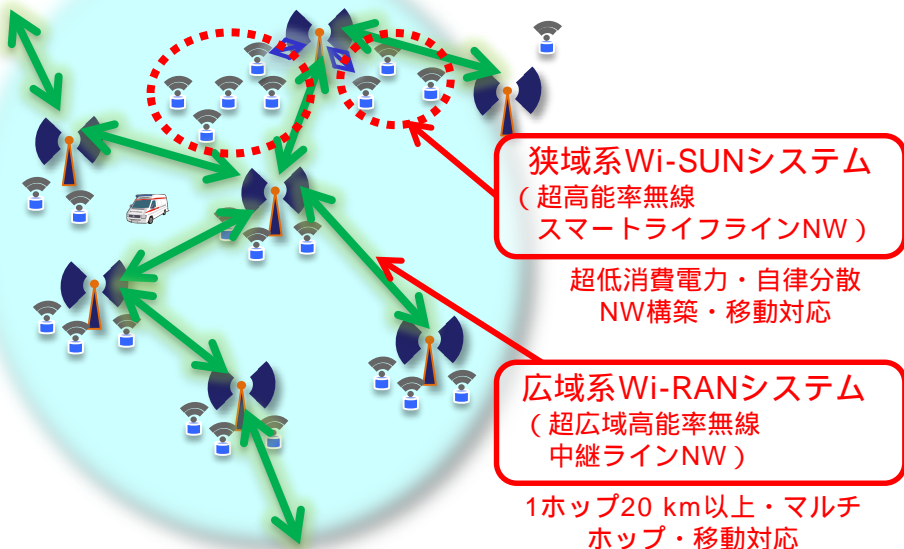 狭域系Wi-SUNシステム
（超高能率無線
スマートライフラインNW）
超低消費電力・自律分散
NW構築・移動対応
広域系Wi-RANシステム
（超広域高能率無線
中継ラインNW）
1ホップ20 km以上・マルチ
ホップ・移動対応